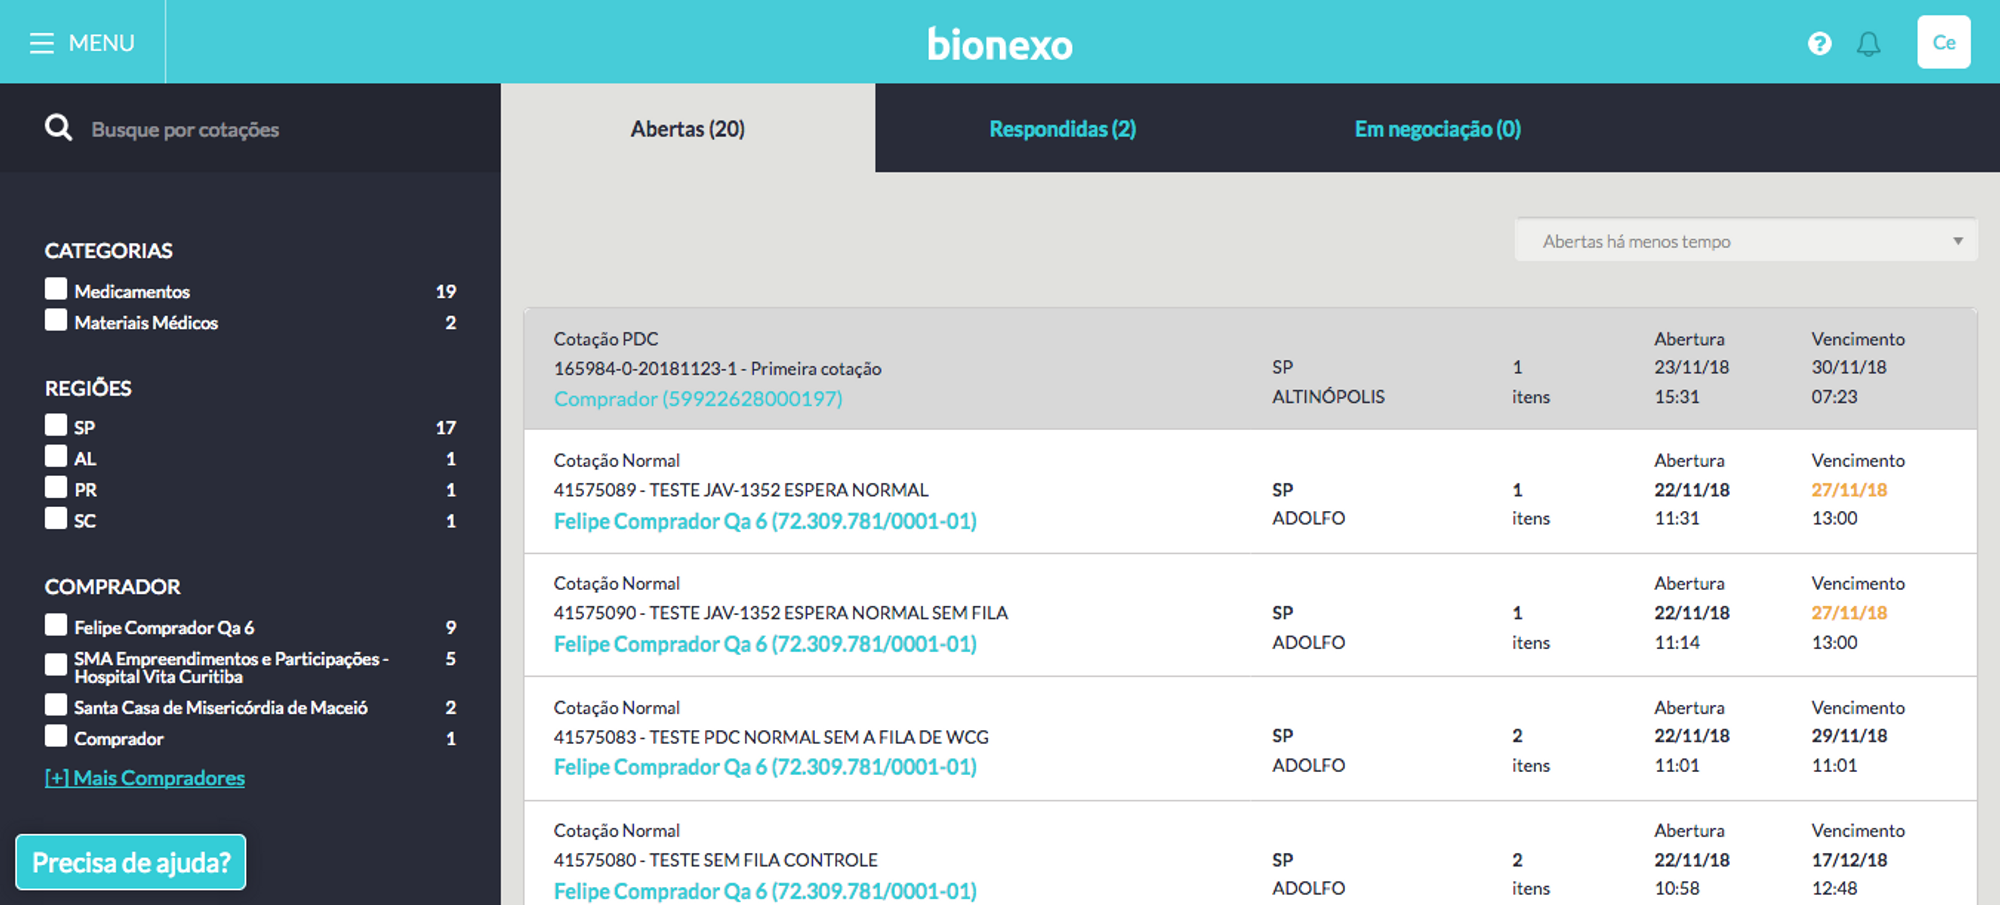 MENU
bionexo
?
Ce
Busque por cotações
Abertas (20)
Respondidas (2)
Em negociação (0)
Abertas há menos tempo
CATEGORIAS
Medicamentos 19
Materiais Médicos 2
REGIÕES
SP 17
AL 1
PR 1
SC 1
COMPRADOR
Felipe Comprador Qa 6 9
SMA Empreendimentos e Participações - 5
Hospital Vita Curitiba
Santa Casa de Misericórdia de Maceió 2
Comprador 1
[+] Mais Compradores
Precisa de ajuda?
Cotação PDC Abertura Vencimento
165984-0-20181123-1 - Primeira cotação SP 1 23/11/18 30/11/18
Comprador (59922628000197) ALTINÓPOLIS itens 15:31 07:23
Cotação Normal Abertura Vencimento
41575089 - TESTE JAV-1352 ESPERA NORMAL SP 1 22/11/18 27/11/18
Felipe Comprador Qa 6 (72.309.781/0001-01) ADOLFO itens 11:31 13:00
Cotação Normal Abertura Vencimento
41575090 - TESTE JAV-1352 ESPERA NORMAL SEM FILA SP 1 22/11/18 27/11/18
Felipe Comprador Qa 6 (72.309.781/0001-01) ADOLFO itens 11:14 13:00
Cotação Normal Abertura Vencimento
41575083 - TESTE PDC NORMAL SEM A FILA DE WCG SP 2 22/11/18 29/11/18
Felipe Comprador Qa 6 (72.309.781/0001-01) ADOLFO itens 11:01 11:01
Cotação Normal Abertura Vencimento
41575080 - TESTE SEM FILA CONTROLE SP 2 22/11/18 17/12/18
Felipe Comprador Qa 6 (72.309.781/0001-01) ADOLFO itens 10:58 12:48